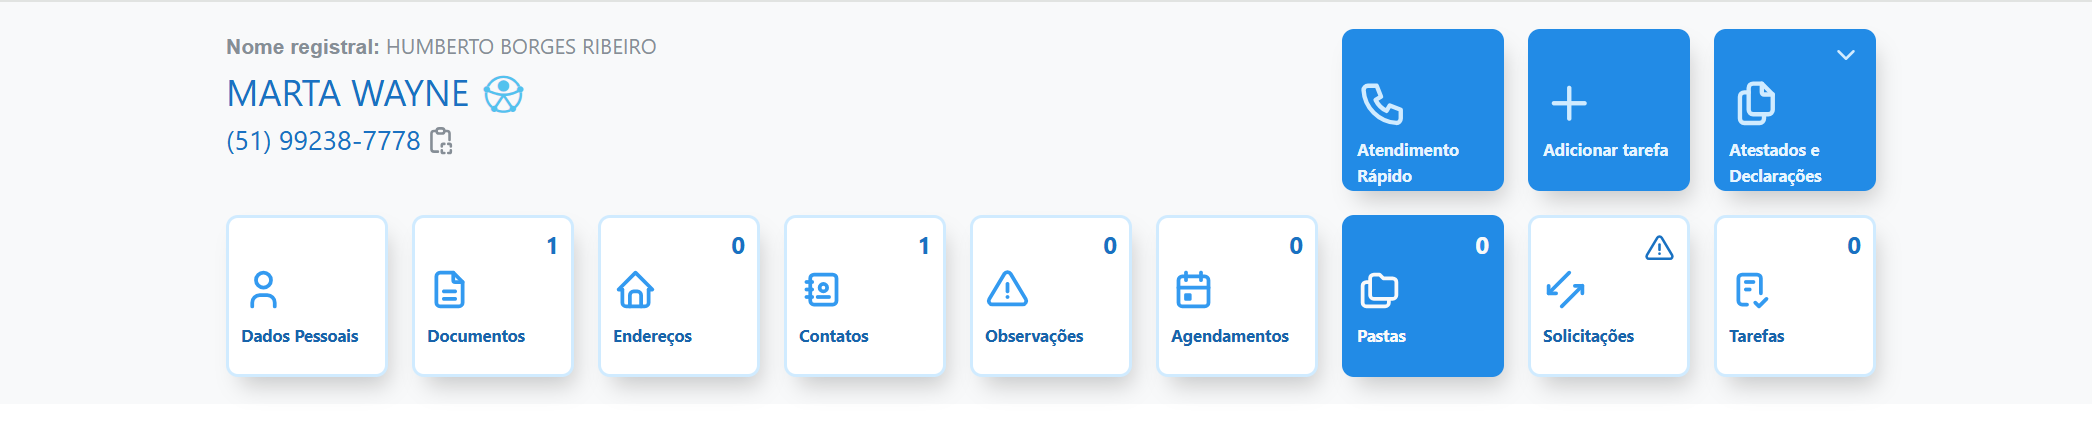 Nome registral: HUMBERTO BORGES RIBEIRO
MARTA WAYNE
(51) 99238-7778
Atendimento
Rápido
Adicionar tarefa
Atestados e
Declarações
Dados Pessoais
1
Documentos
0
Endereços
1
Contatos
0
Observações
0
Agendamentos
0
Pastas
Solicitações
0
Tarefas